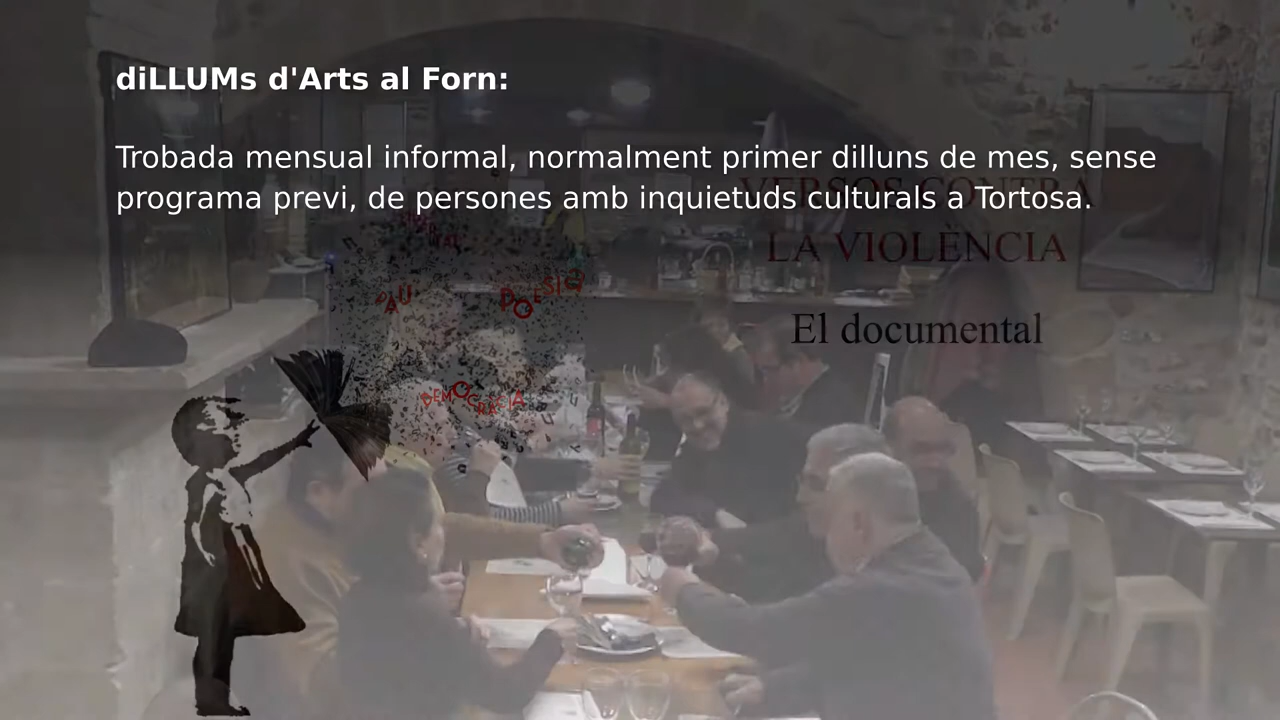 diLLUMs d'Arts al Forn:
Trobada mensual informal, normalment primer dilluns de mes, sense
programa previ, de persones amb inquietuds culturals a Tortosa.
VERSOS CONTRA
LA VIOLÈNCIA
El documental
PAU
POESIA
DEMOCRÀCIA